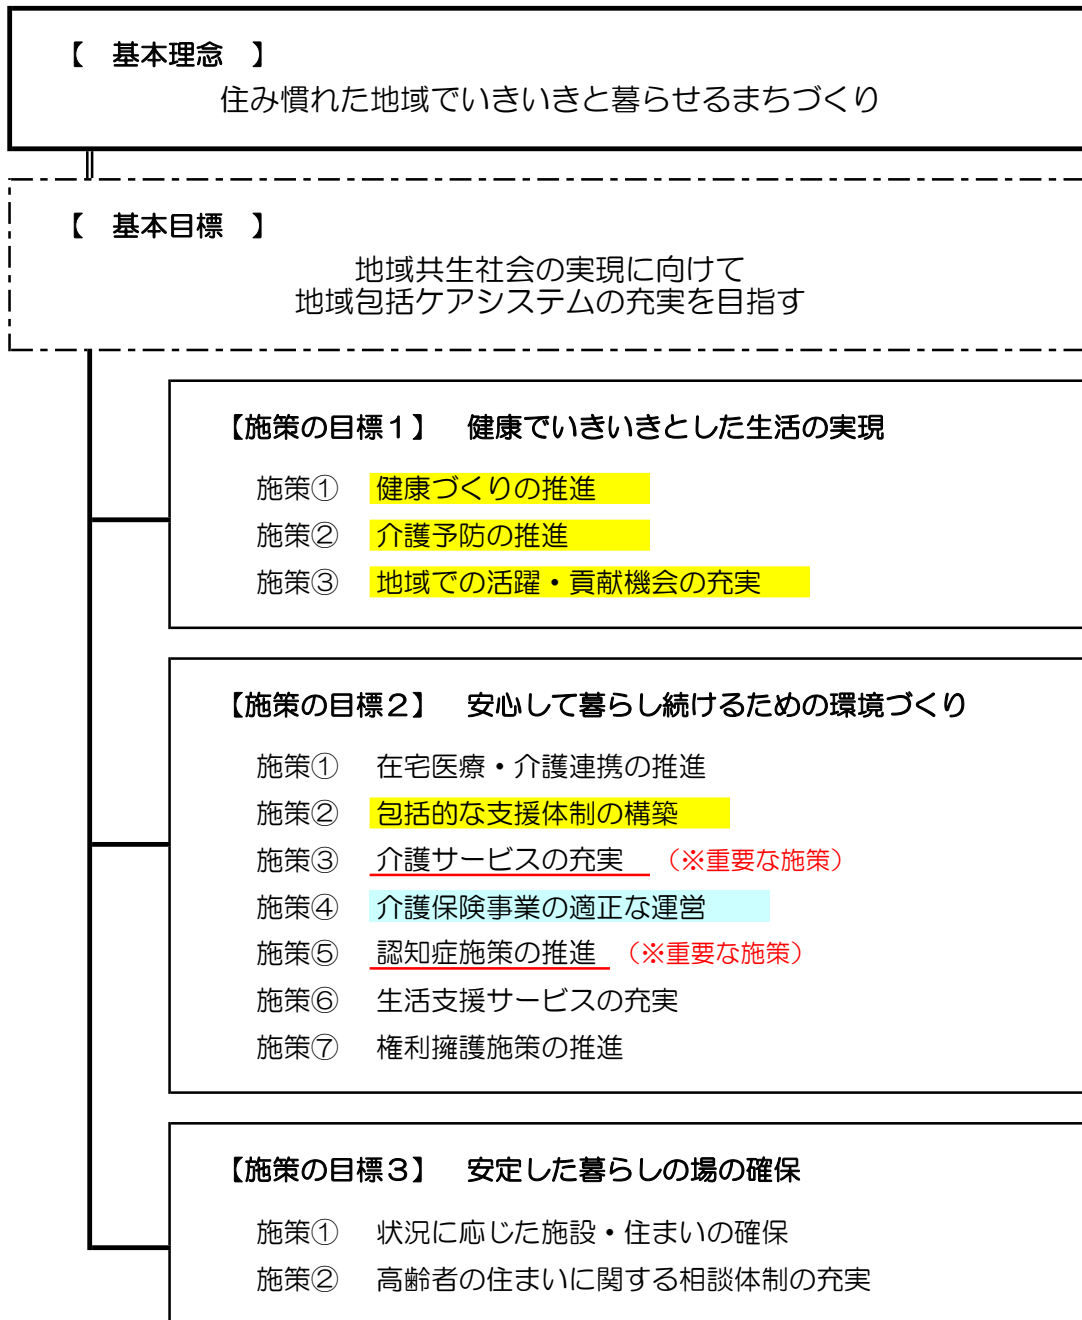 【　基本理念　】
住み慣れた地域でいきいきと暮らせるまちづくり
【　基本目標　】
地域共生社会の実現に向けて
地域包括ケアシステムの充実を目指す
【施策の目標１】　健康でいきいきとした生活の実現
施策①　健康づくりの推進
施策②　介護予防の推進
施策③　地域での活躍・貢献機会の充実
【施策の目標２】　安心して暮らし続けるための環境づくり
施策①　在宅医療・介護連携の推進
施策②　包括的な支援体制の構築
施策③　介護サービスの充実　（※重要な施策）
施策④　介護保険事業の適正な運営
施策⑤　認知症施策の推進　（※重要な施策）
施策⑥　生活支援サービスの充実
施策⑦　権利擁護施策の推進
【施策の目標３】　安定した暮らしの場の確保
施策①　状況に応じた施設・住まいの確保
施策②　高齢者の住まいに関する相談体制の充実